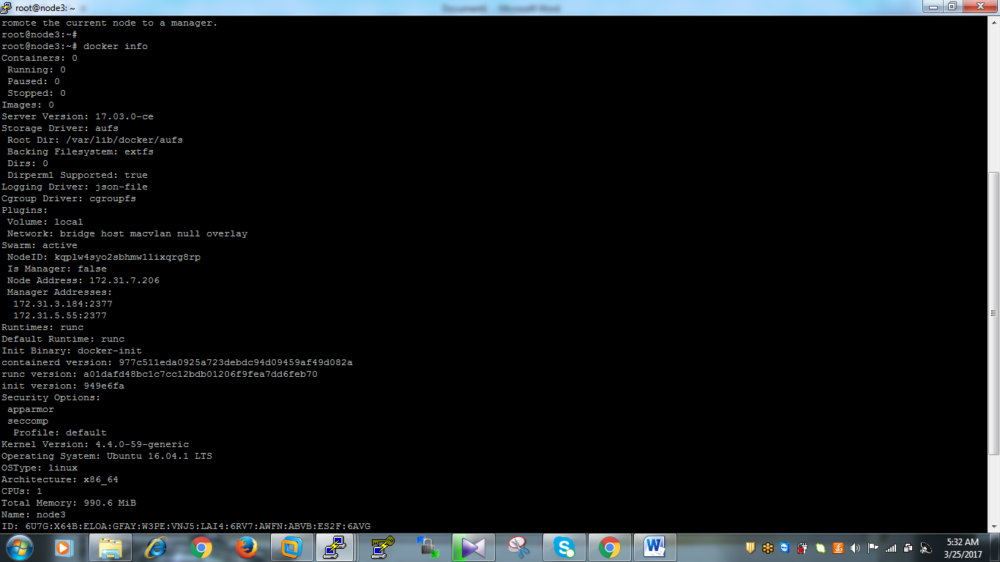 root@node3: ~
Document1 - Microsoft Word
romote the current node to a manager.
root@node3:~#
root@node3:~# docker info
Containers: 0
 Running: 0
 Paused: 0
 Stopped: 0
Images: 0
Server Version: 17.03.0-ce
Storage Driver: aufs
 Root Dir: /var/lib/docker/aufs
 Backing Filesystem: extfs
 Dirs: 0
 Dirperm1 Supported: true
Logging Driver: json-file
Cgroup Driver: cgroupfs
Plugins:
 Volume: local
 Network: bridge host macvlan null overlay
Swarm: active
 NodeID: kqplw4syo2sbhmw1lixqrg8rp
 Is Manager: false
 Node Address: 172.31.7.206
 Manager Addresses:
  172.31.3.184:2377
  172.31.5.55:2377
Runtimes: runc
Default Runtime: runc
Init Binary: docker-init
containerd version: 977c511eda0925a723debdc94d09459af49d082a
runc version: a01dafd48bc1c7cc12bdb01206f9fea7dd6feb70
init version: 949e6fa
Security Options:
 apparmor
 seccomp
  Profile: default
Kernel Version: 4.4.0-59-generic
Operating System: Ubuntu 16.04.1 LTS
OSType: linux
Architecture: x86_64
CPUs: 1
Total Memory: 990.6 MiB
Name: node3
ID: 6U7G:X64B:ELOA:GFAY:W3PE:VNJ5:LAI4:6RV7:AWFN:ABVB:ES2F:6AVG
5:32 AM
3/25/2017